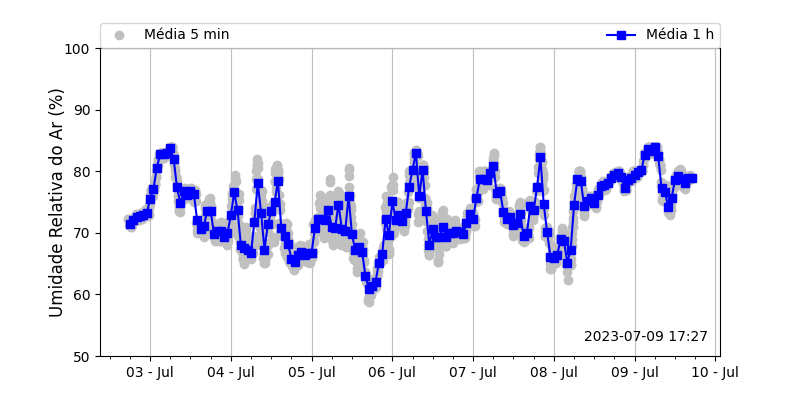 Média 5 min
Média 1 h
Umidade Relativa do Ar (%)
100
90
80
70
60
50
2023-07-09 17:27
03 - Jul
04 - Jul
05 - Jul
06 - Jul
07 - Jul
08 - Jul
09 - Jul
10 - Jul